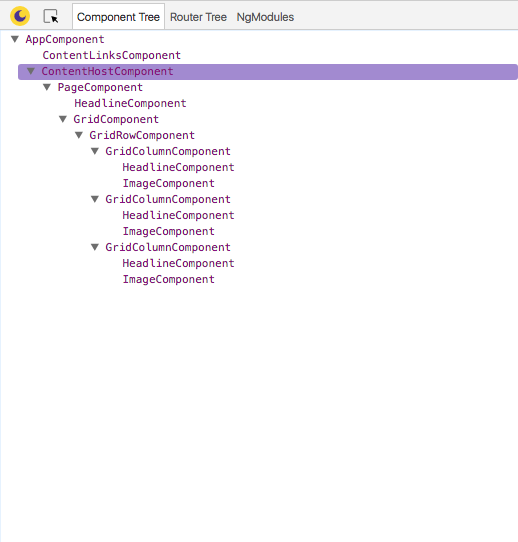 Component Tree Router Tree NgModules
AppComponent
ContentLinksComponent
ContentHostComponent
PageComponent
HeadlineComponent
GridComponent
GridRowComponent
GridColumnComponent
HeadlineComponent
ImageComponent
GridColumnComponent
HeadlineComponent
ImageComponent
GridColumnComponent
HeadlineComponent
ImageComponent